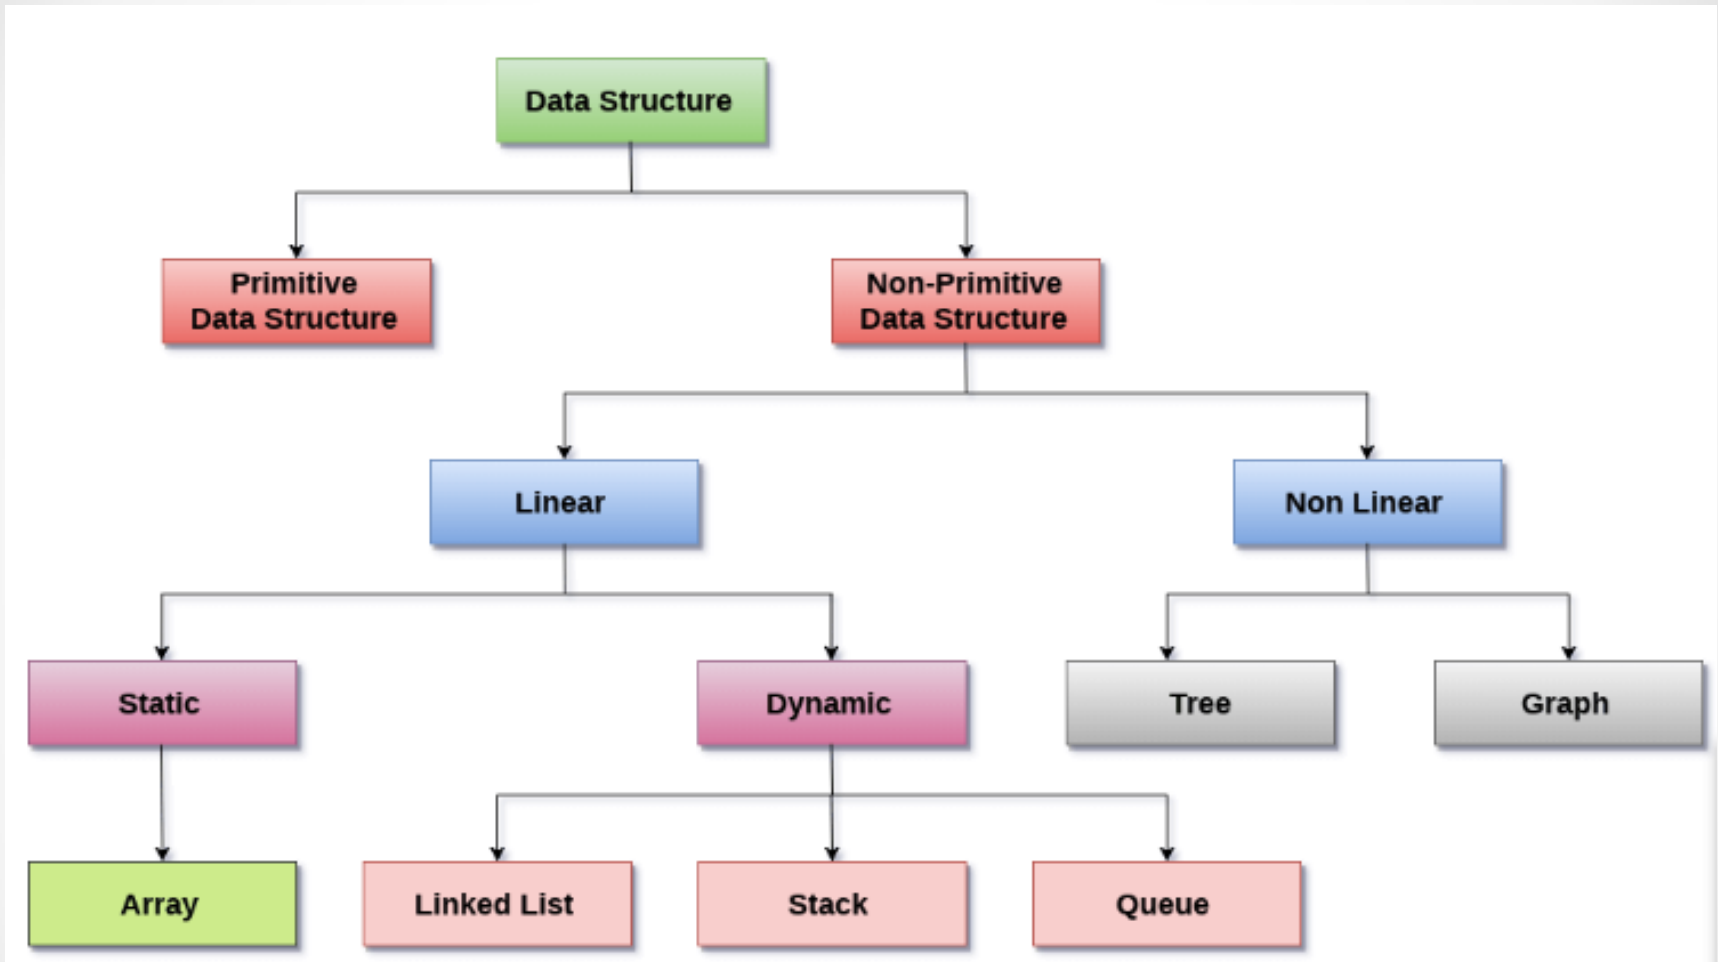 Data Structure
Primitive
Data Structure
Non-Primitive
Data Structure
Linear
Non Linear
Static
Dynamic
Tree
Graph
Array
Linked List
Stack
Queue